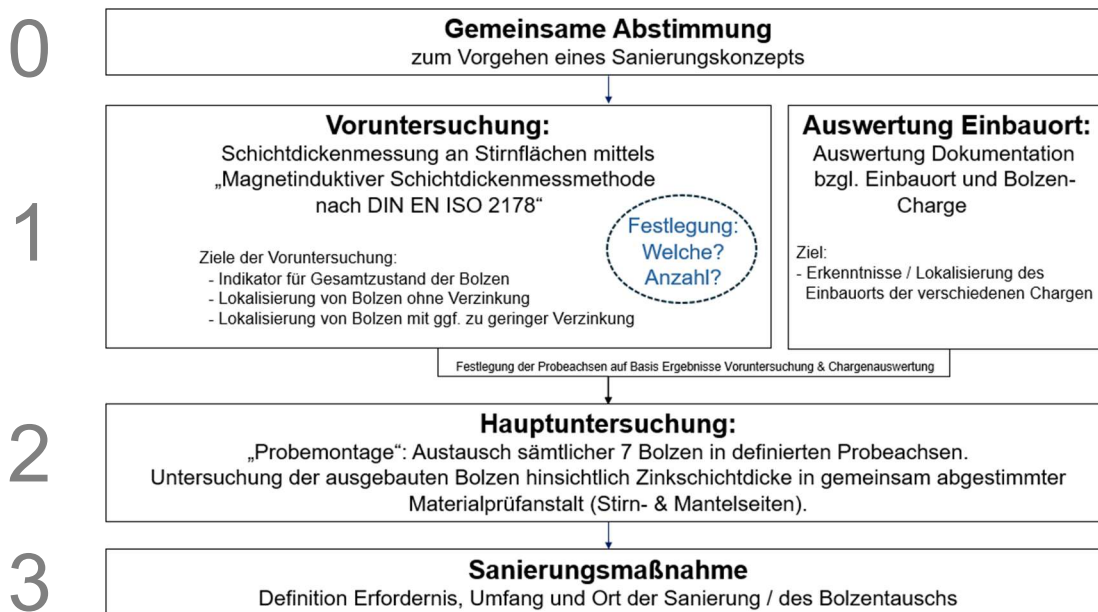 0
Gemeinsame Abstimmung
zum Vorgehen eines Sanierungskonzepts
1
Voruntersuchung:
Schichtdickenmessung an Stirnflächen mittels
„Magnetinduktiver Schichtdickenmessmethode
nach DIN EN ISO 2178“
Festlegung:
Welche?
Anzahl?
Ziele der Voruntersuchung:
- Indikator für Gesamtzustand der Bolzen
- Lokalisierung von Bolzen ohne Verzinkung
- Lokalisierung von Bolzen mit ggf. zu geringer Verzinkung
Auswertung Einbauort:
Auswertung Dokumentation
bzgl. Einbauort und Bolzen-
Charge
Ziel:
- Erkenntnisse / Lokalisierung des
Einbauorts der verschiedenen Chargen
Festlegung der Probeachsen auf Basis Ergebnisse Voruntersuchung & Chargenauswertung
2
Hauptuntersuchung:
„Probemontage“: Austausch sämtlicher 7 Bolzen in definierten Probeachsen.
Untersuchung der ausgebauten Bolzen hinsichtlich Zinkschichtdicke in gemeinsam abgestimmter
Materialprüfanstalt (Stirn- & Mantelseiten).
3
Sanierungsmaßnahme
Definition Erfordernis, Umfang und Ort der Sanierung / des Bolzentauschs